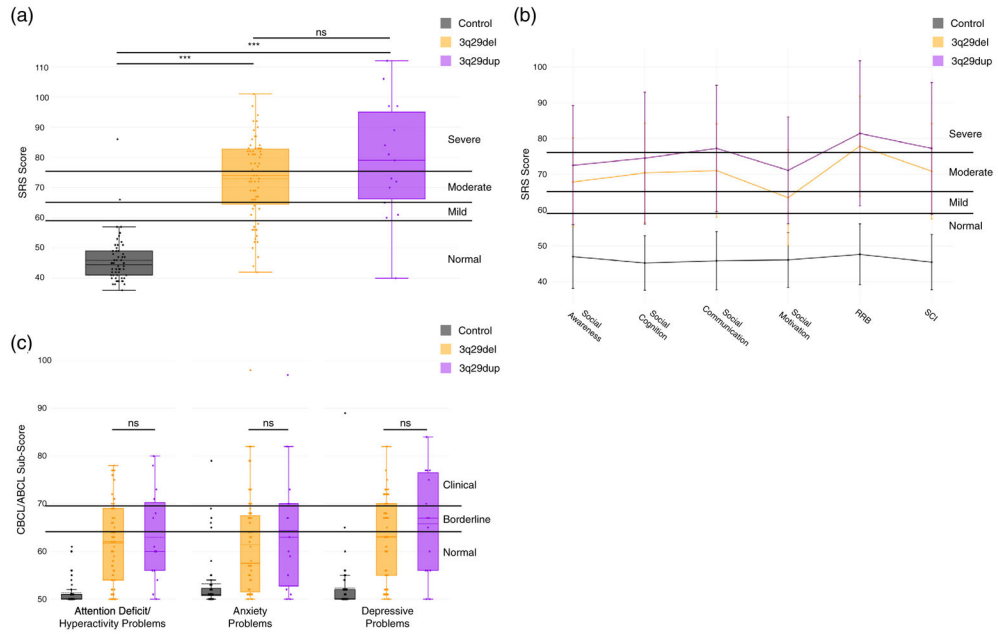 (a)
Control
3q29del
3q29dup
ns
***
***
110
100
90
80
70
60
50
40
SRS Score
Severe
Moderate
Mild
Normal
(b)
Control
3q29del
3q29dup
100
90
80
70
60
50
40
SRS Score
Severe
Moderate
Mild
Normal
Social
Awareness
Social
Cognition
Social
Communication
Social
Motivation
RRB
SCI
(c)
Control
3q29del
3q29dup
100
90
80
70
60
50
CBCL/ABCL Sub-Score
ns
ns
ns
Clinical
Borderline
Normal
Attention Deficit/
Hyperactivity Problems
Anxiety
Problems
Depressive
Problems